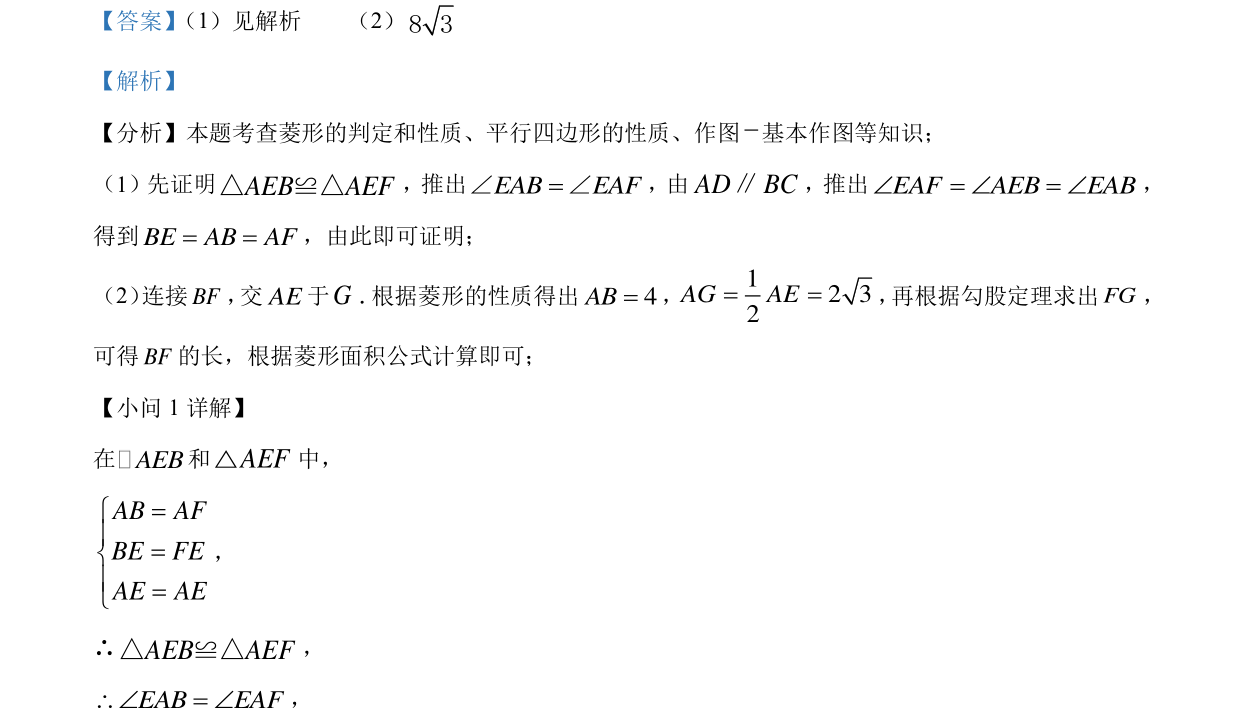 【答案】(1)见解析 (2)8√3
【解析】
【分析】本题考查菱形的判定和性质、平行四边形的性质、作图-基本作图等知识；
(1)先证明△AEB≌△AEF，推出∠EAB=∠EAF，由AD∥BC，推出∠EAF=∠AEB=∠EAB，
得到BE=AB=AF，由此即可证明；
(2)连接BF，交AE于G．根据菱形的性质得出AB=4，AG=1/2AE=2√3，再根据勾股定理求出FG，
可得BF的长，根据菱形面积公式计算即可；
【小问1详解】
在□AEB和△AEF中，
{AB=AF
BE=FE，
AE=AE
∴△AEB≌△AEF，
∴∠EAB=∠EAF，